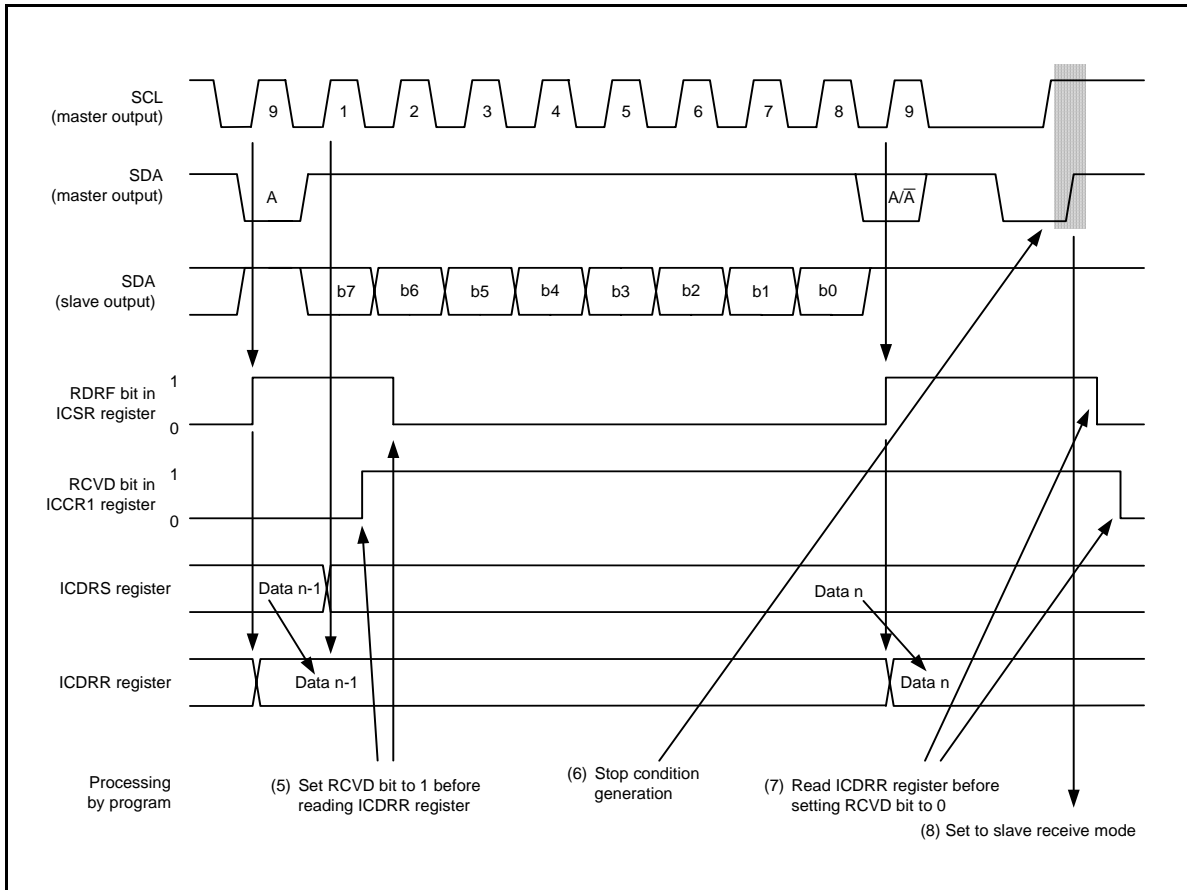 SCL
(master output)
9 1 2 3 4 5 6 7 8 9
SDA
(master output)
A A/A̅
SDA
(slave output)
b7 b6 b5 b4 b3 b2 b1 b0
RDRF bit in
ICSR register
1
0
RCVD bit in
ICCR1 register
1
0
ICDRS register
Data n-1 Data n
ICDRR register
Data n-1 Data n
Processing
by program
(5) Set RCVD bit to 1 before
reading ICDRR register
(6) Stop condition
generation
(7) Read ICDRR register before
setting RCVD bit to 0
(8) Set to slave receive mode